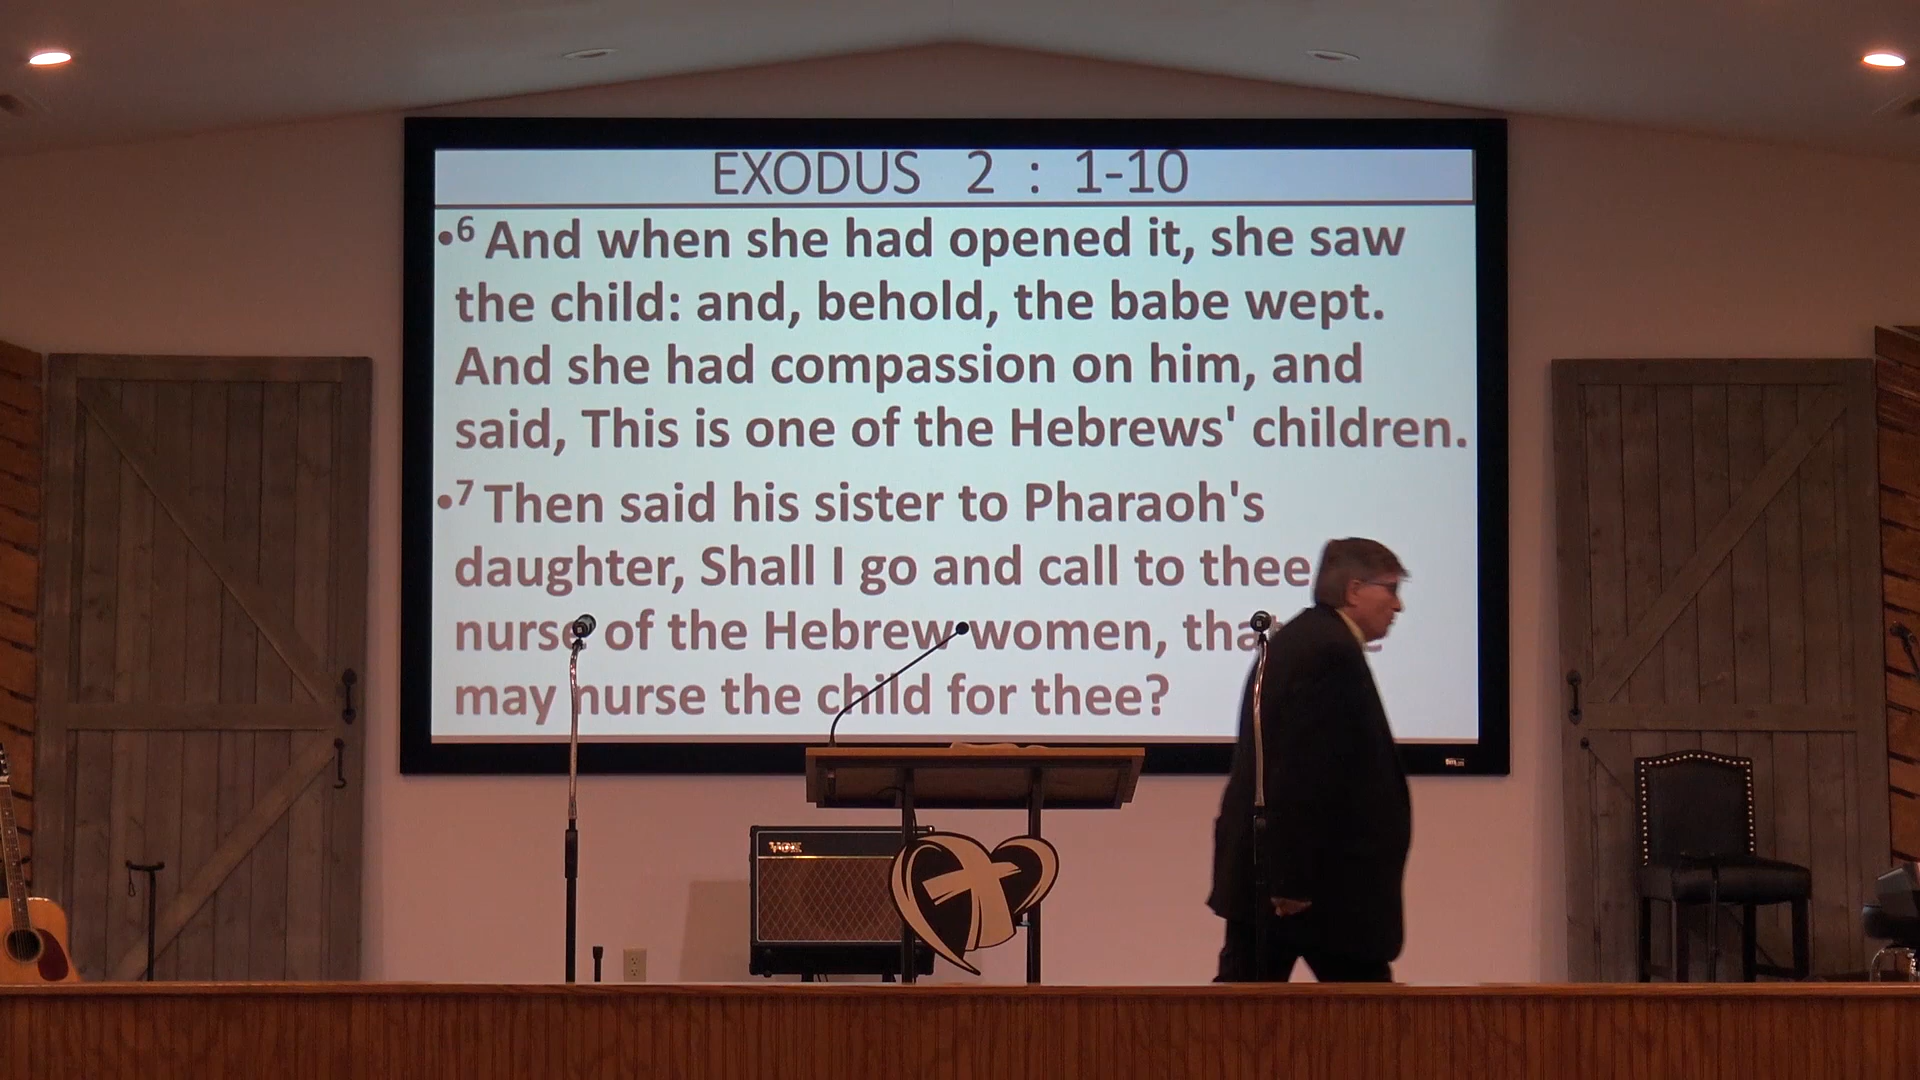 EXODUS 2 : 1-10
•6 And when she had opened it, she saw
the child: and, behold, the babe wept.
And she had compassion on him, and
said, This is one of the Hebrews' children.
•7 Then said his sister to Pharaoh's
daughter, Shall I go and call to thee
nurse of the Hebrew women,
may nurse the child for thee?
VOX